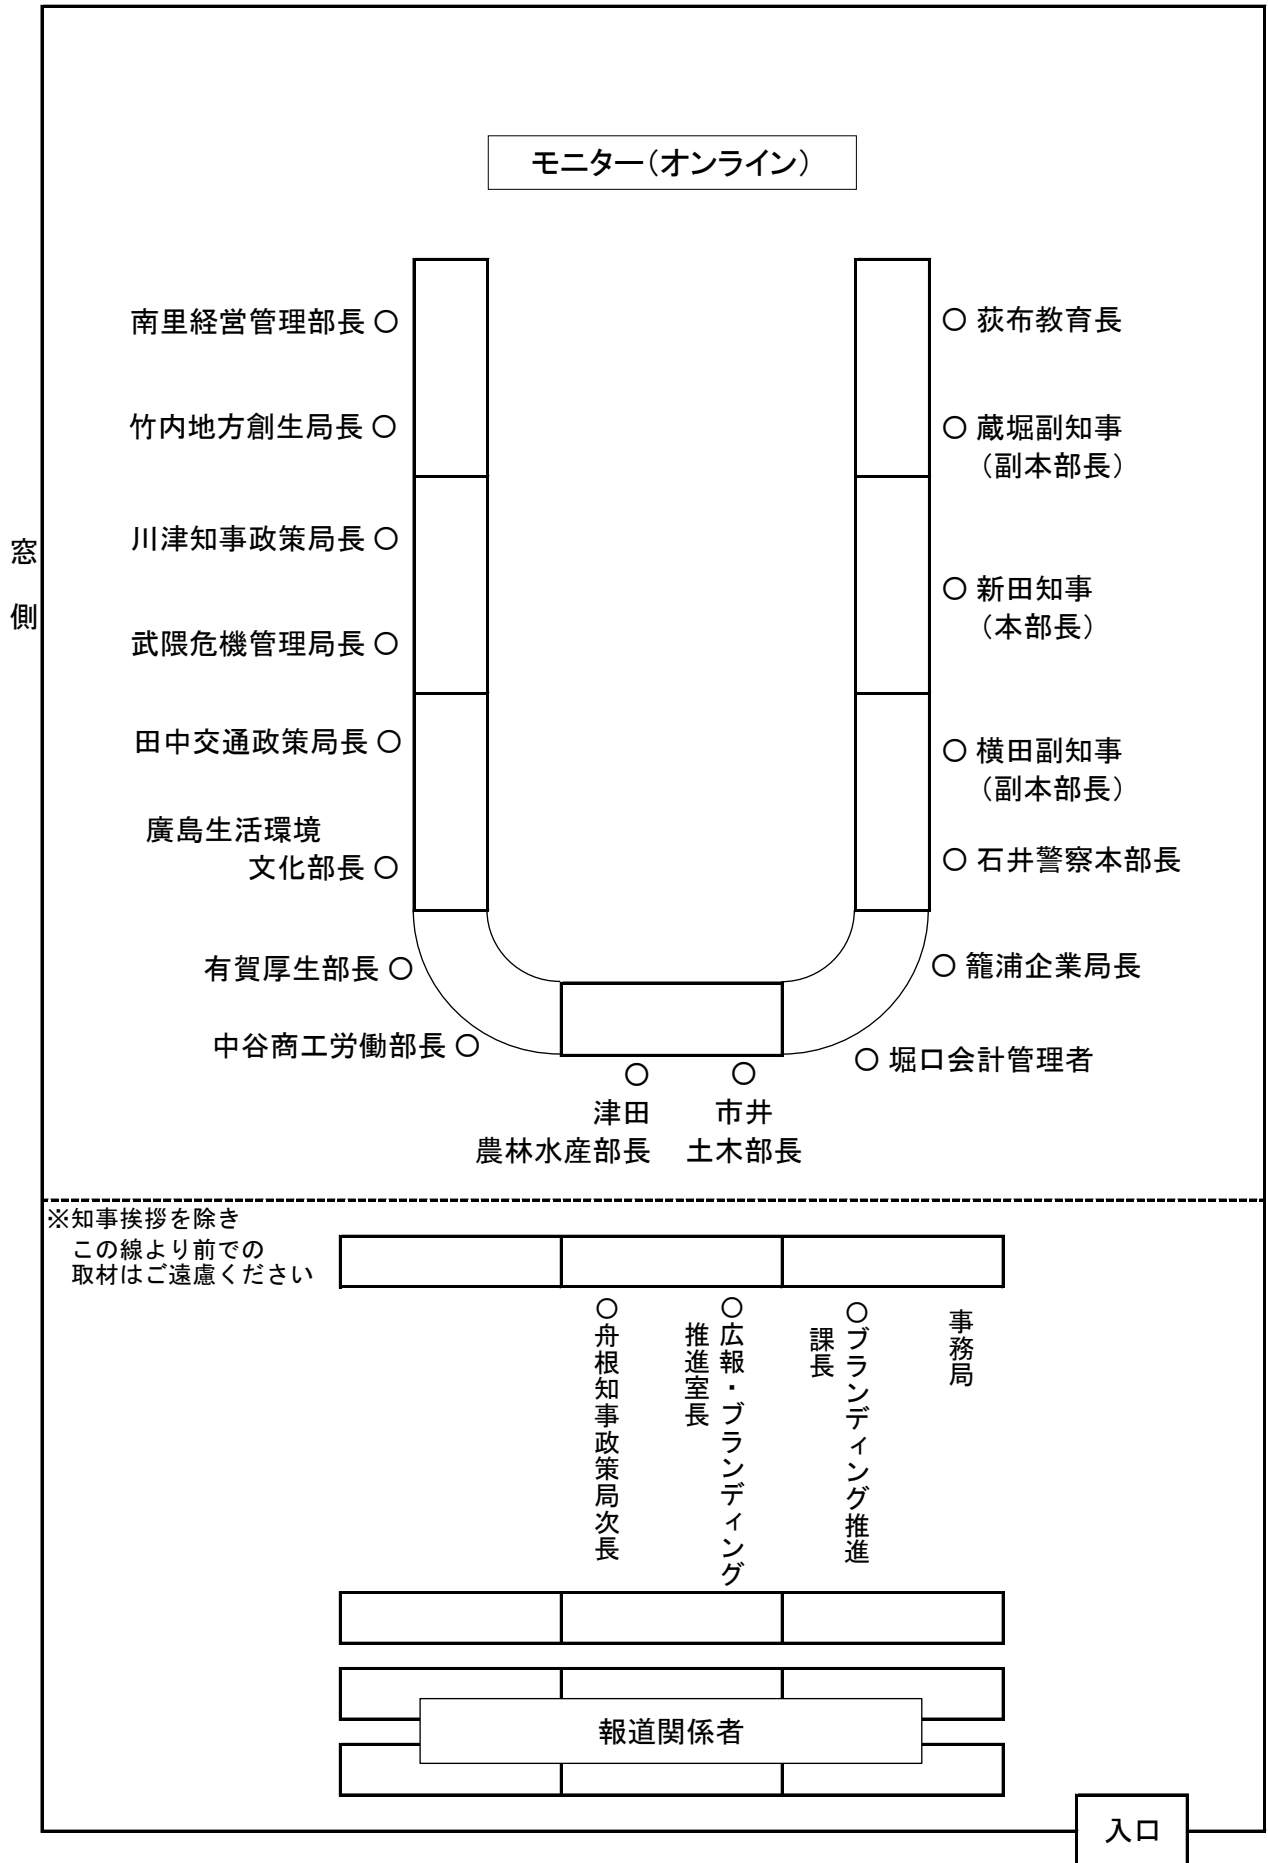 モニター（オンライン）
南里経営管理部長 ○
竹内地方創生局長 ○
川津知事政策局長 ○
武隈危機管理局長 ○
田中交通政策局長 ○
廣島生活環境
文化部長 ○
有賀厚生部長 ○
中谷商工労働部長 ○
窓側
○ 荻布教育長
○ 蔵堀副知事
（副本部長）
○ 新田知事
（本部長）
○ 横田副知事
（副本部長）
○ 石井警察本部長
○ 籠浦企業局長
○ 堀口会計管理者
○
津田
農林水産部長
○
市井
土木部長
※知事挨拶を除き
この線より前での
取材はご遠慮ください
事務局
○ブランディング推進
課長
○広報・ブランディング
推進室長
○舟根知事政策局次長
報道関係者
入口